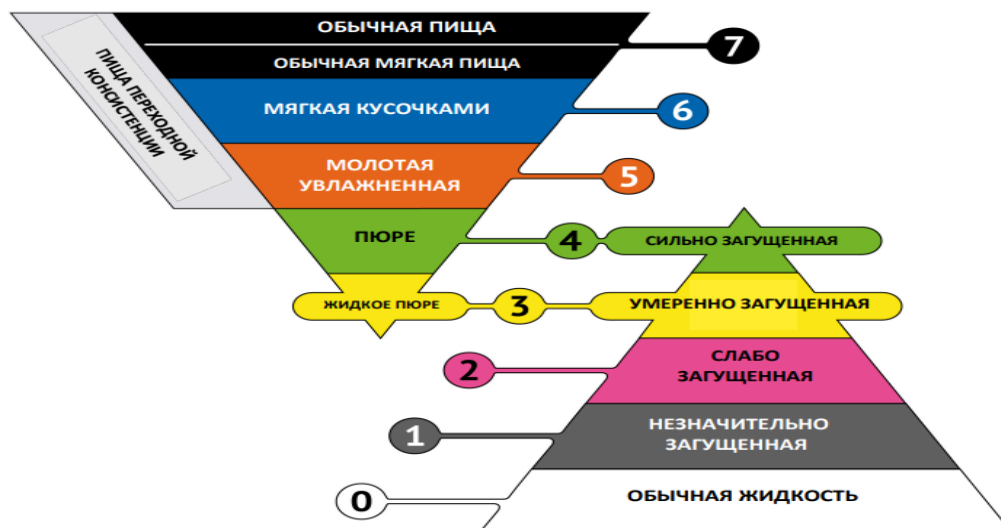 ОБЫЧНАЯ ПИЩА
ОБЫЧНАЯ МЯГКАЯ ПИЩА
7
ПИЩА ПЕРЕХОДНОЙ
КОНСИСТЕНЦИИ
МЯГКАЯ КУСОЧКАМИ
6
МОЛОТАЯ
УВЛАЖНЕННАЯ
5
ПЮРЕ
4
СИЛЬНО ЗАГУЩЕННАЯ
ЖИДКОЕ ПЮРЕ
3
УМЕРЕННО ЗАГУЩЕННАЯ
2
СЛАБО
ЗАГУЩЕННАЯ
1
НЕЗНАЧИТЕЛЬНО
ЗАГУЩЕННАЯ
0
ОБЫЧНАЯ ЖИДКОСТЬ